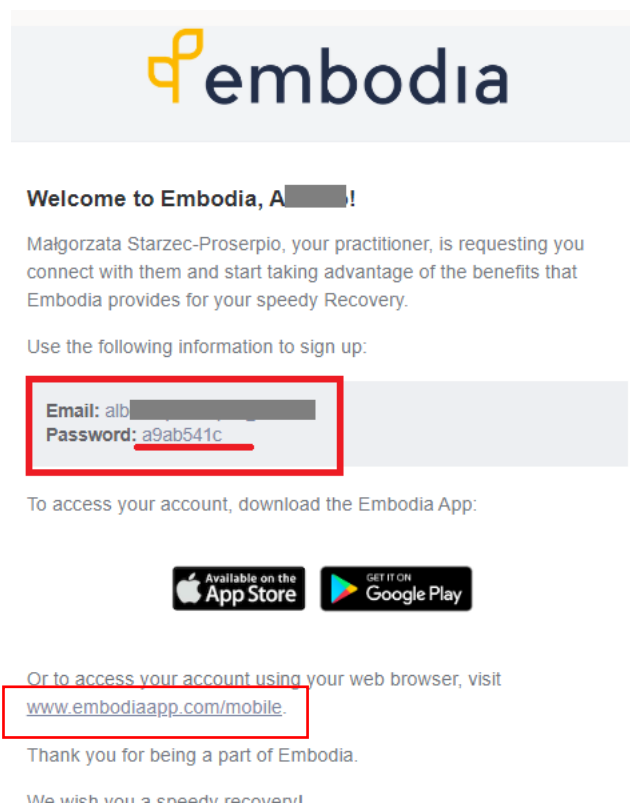 embodia
Welcome to Embodia, A!
Małgorzata Starzec-Proserpio, your practitioner, is requesting you
connect with them and start taking advantage of the benefits that
Embodia provides for your speedy Recovery.
Use the following information to sign up:
Email: alb
Password: a9ab541c
To access your account, download the Embodia App:
Available on the
App Store
GET IT ON
Google Play
Or to access your account using your web browser, visit
www.embodiaapp.com/mobile.
Thank you for being a part of Embodia.
We wish you a speedy recovery!